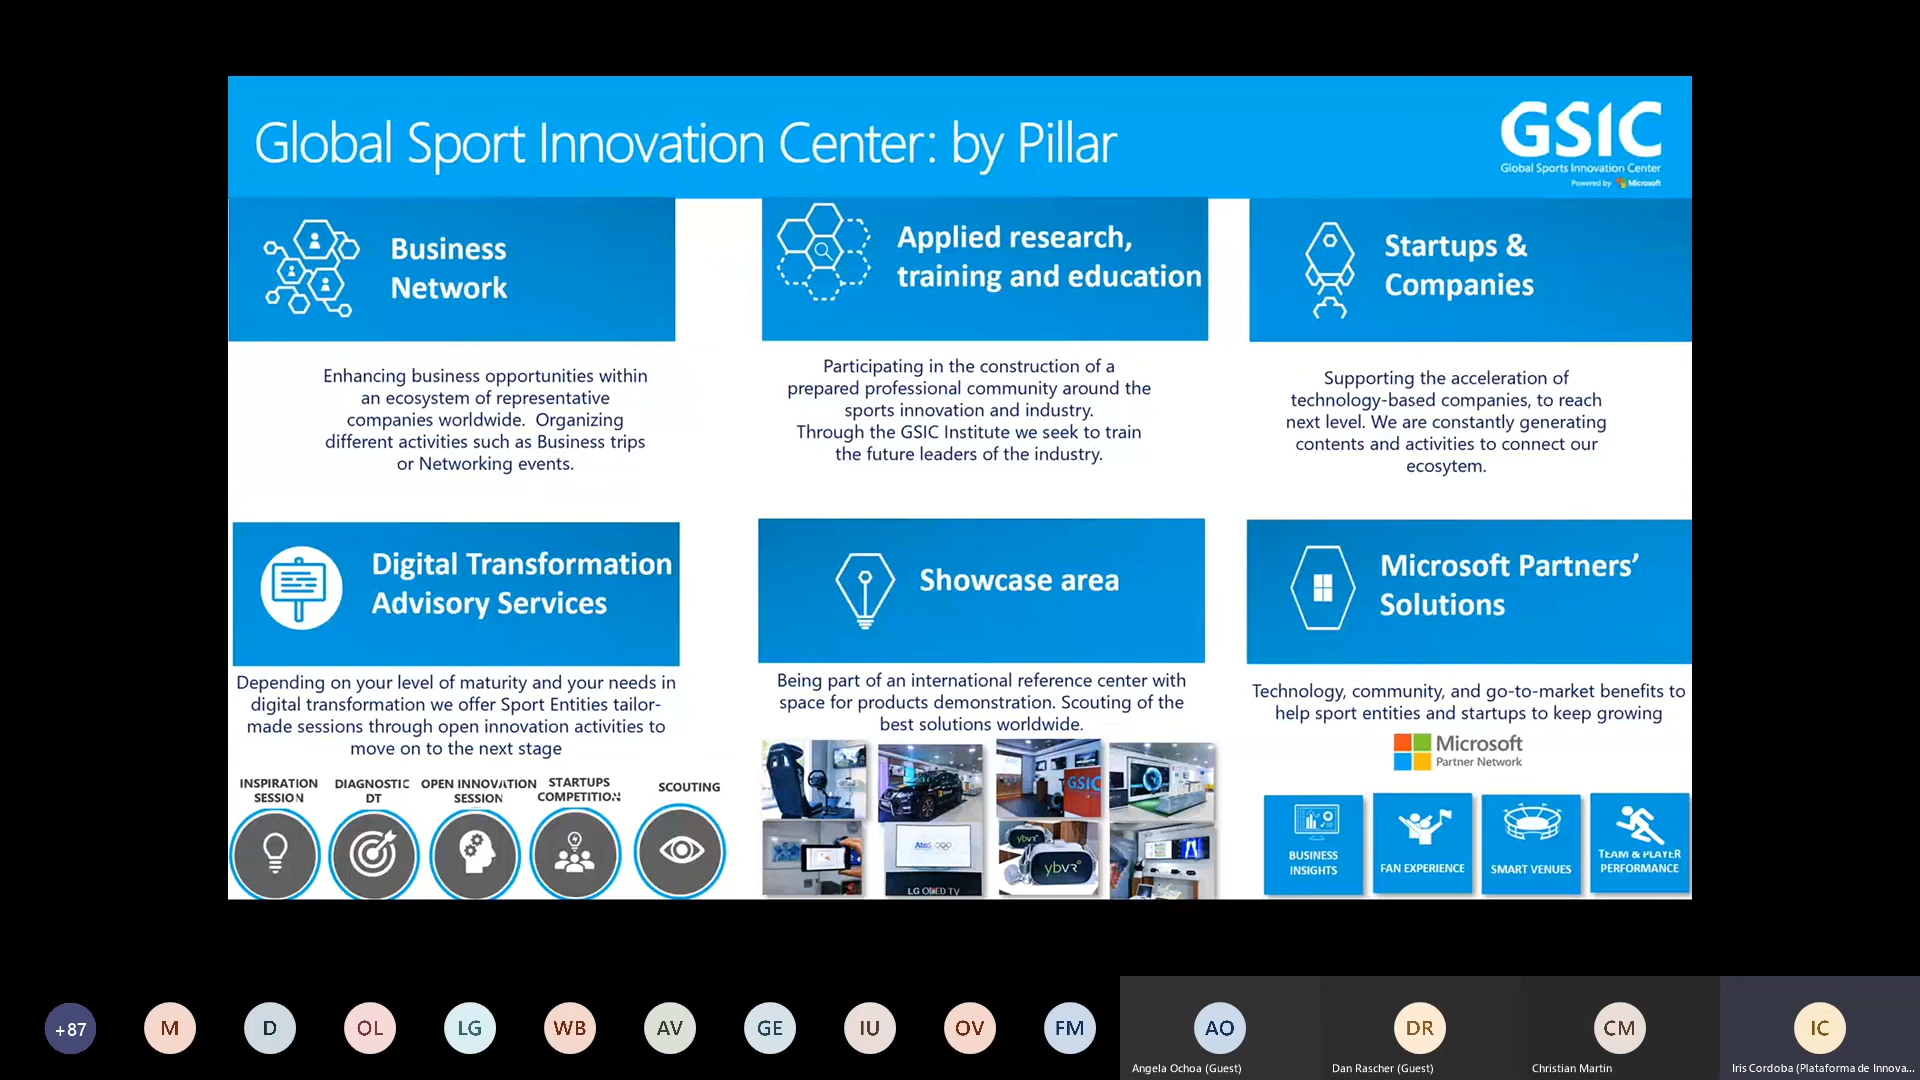 Global Sport Innovation Center: by Pillar
GSIC
Global Sports Innovation Center
Powered by Microsoft
Business
Network
Enhancing business opportunities within
an ecosystem of representative
companies worldwide. Organizing
different activities such as Business trips
or Networking events.
Applied research,
training and education
Participating in the construction of a
prepared professional community around the
sports innovation and industry.
Through the GSIC Institute we seek to train
the future leaders of the industry.
Startups &
Companies
Supporting the acceleration of
technology-based companies, to reach
next level. We are constantly generating
contents and activities to connect our
ecosytem.
Digital Transformation
Advisory Services
Depending on your level of maturity and your needs in
digital transformation we offer Sport Entities tailor-
made sessions through open innovation activities to
move on to the next stage
INSPIRATION
SESSION
DIAGNOSTIC
DT
OPEN INNOVATION
SESSION
STARTUPS
COMPETITION
SCOUTING
Showcase area
Being part of an international reference center with
space for products demonstration. Scouting of the
best solutions worldwide.
GSIC
LG OLED TV
ybvr
ybvr
Microsoft Partners’
Solutions
Technology, community, and go-to-market benefits to
help sport entities and startups to keep growing
Microsoft
Partner Network
BUSINESS
INSIGHTS
FAN EXPERIENCE
SMART VENUES
TEAM & PLAYER
PERFORMANCE
+87
M
D
OL
LG
WB
AV
GE
IU
OV
FM
AO
Angela Ochoa (Guest)
DR
Dan Rascher (Guest)
CM
Christian Martin
IC
Iris Cordoba (Plataforma de Innova...